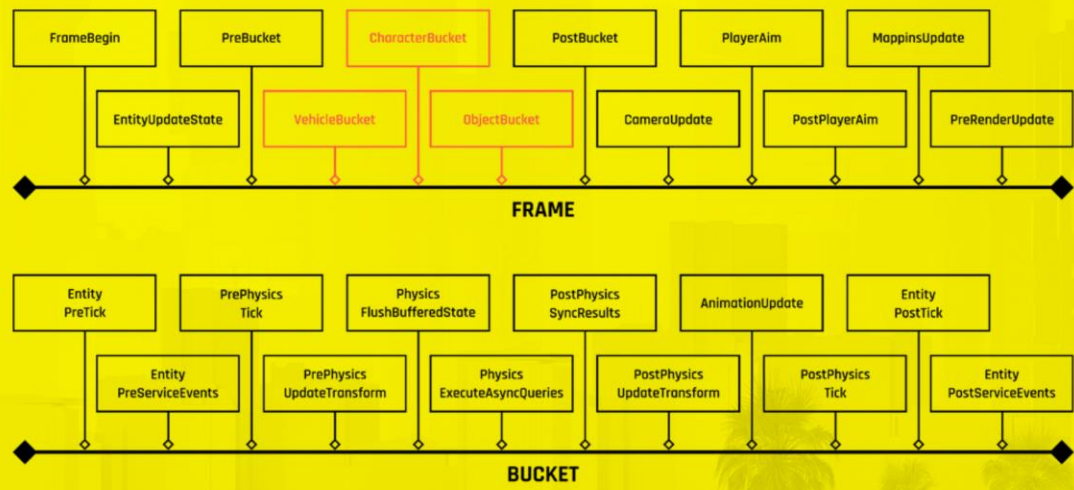 FrameBegin
PreBucket
CharacterBucket
PostBucket
PlayerAim
MappinsUpdate
EntityUpdateState
VehicleBucket
ObjectBucket
CameraUpdate
PostPlayerAim
PreRenderUpdate
FRAME
Entity
PreTick
PrePhysics
Tick
Physics
FlushBufferedState
PostPhysics
SyncResults
AnimationUpdate
Entity
PostTick
Entity
PreServiceEvents
PrePhysics
UpdateTransform
Physics
ExecuteAsyncQueries
PostPhysics
UpdateTransform
PostPhysics
Tick
Entity
PostServiceEvents
BUCKET